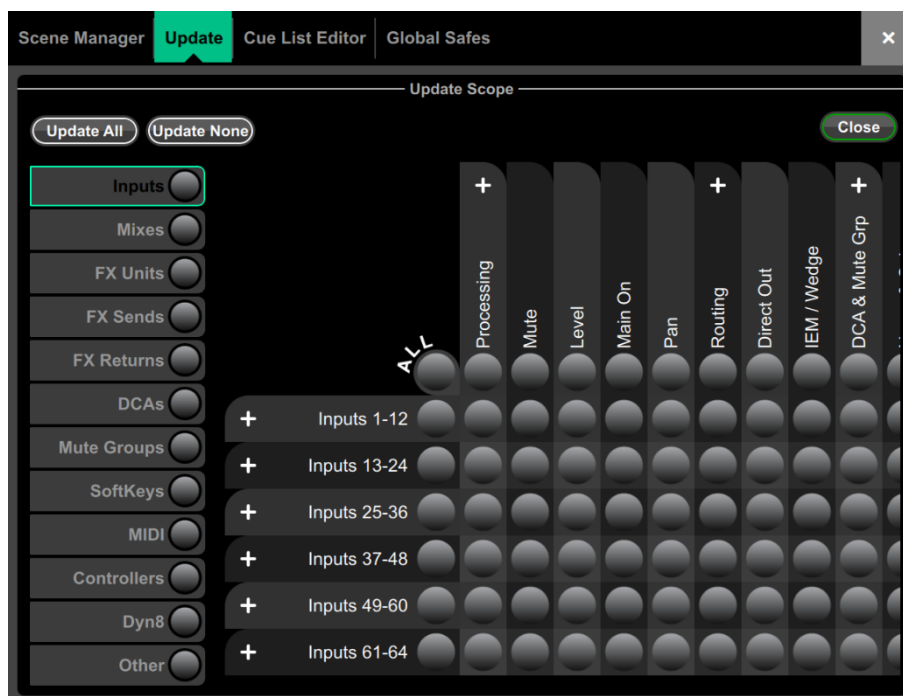 Scene Manager Update Cue List Editor Global Safes ×
Update Scope
Update All Update None Close
Inputs
Mixes
FX Units
FX Sends
FX Returns
DCAs
Mute Groups
SoftKeys
MIDI
Controllers
Dyn8
Other
+ + +
Processing
Mute
Level
Main On
Pan
Routing
Direct Out
IEM / Wedge
DCA & Mute Grp
ALL
+ Inputs 1-12
+ Inputs 13-24
+ Inputs 25-36
+ Inputs 37-48
+ Inputs 49-60
+ Inputs 61-64